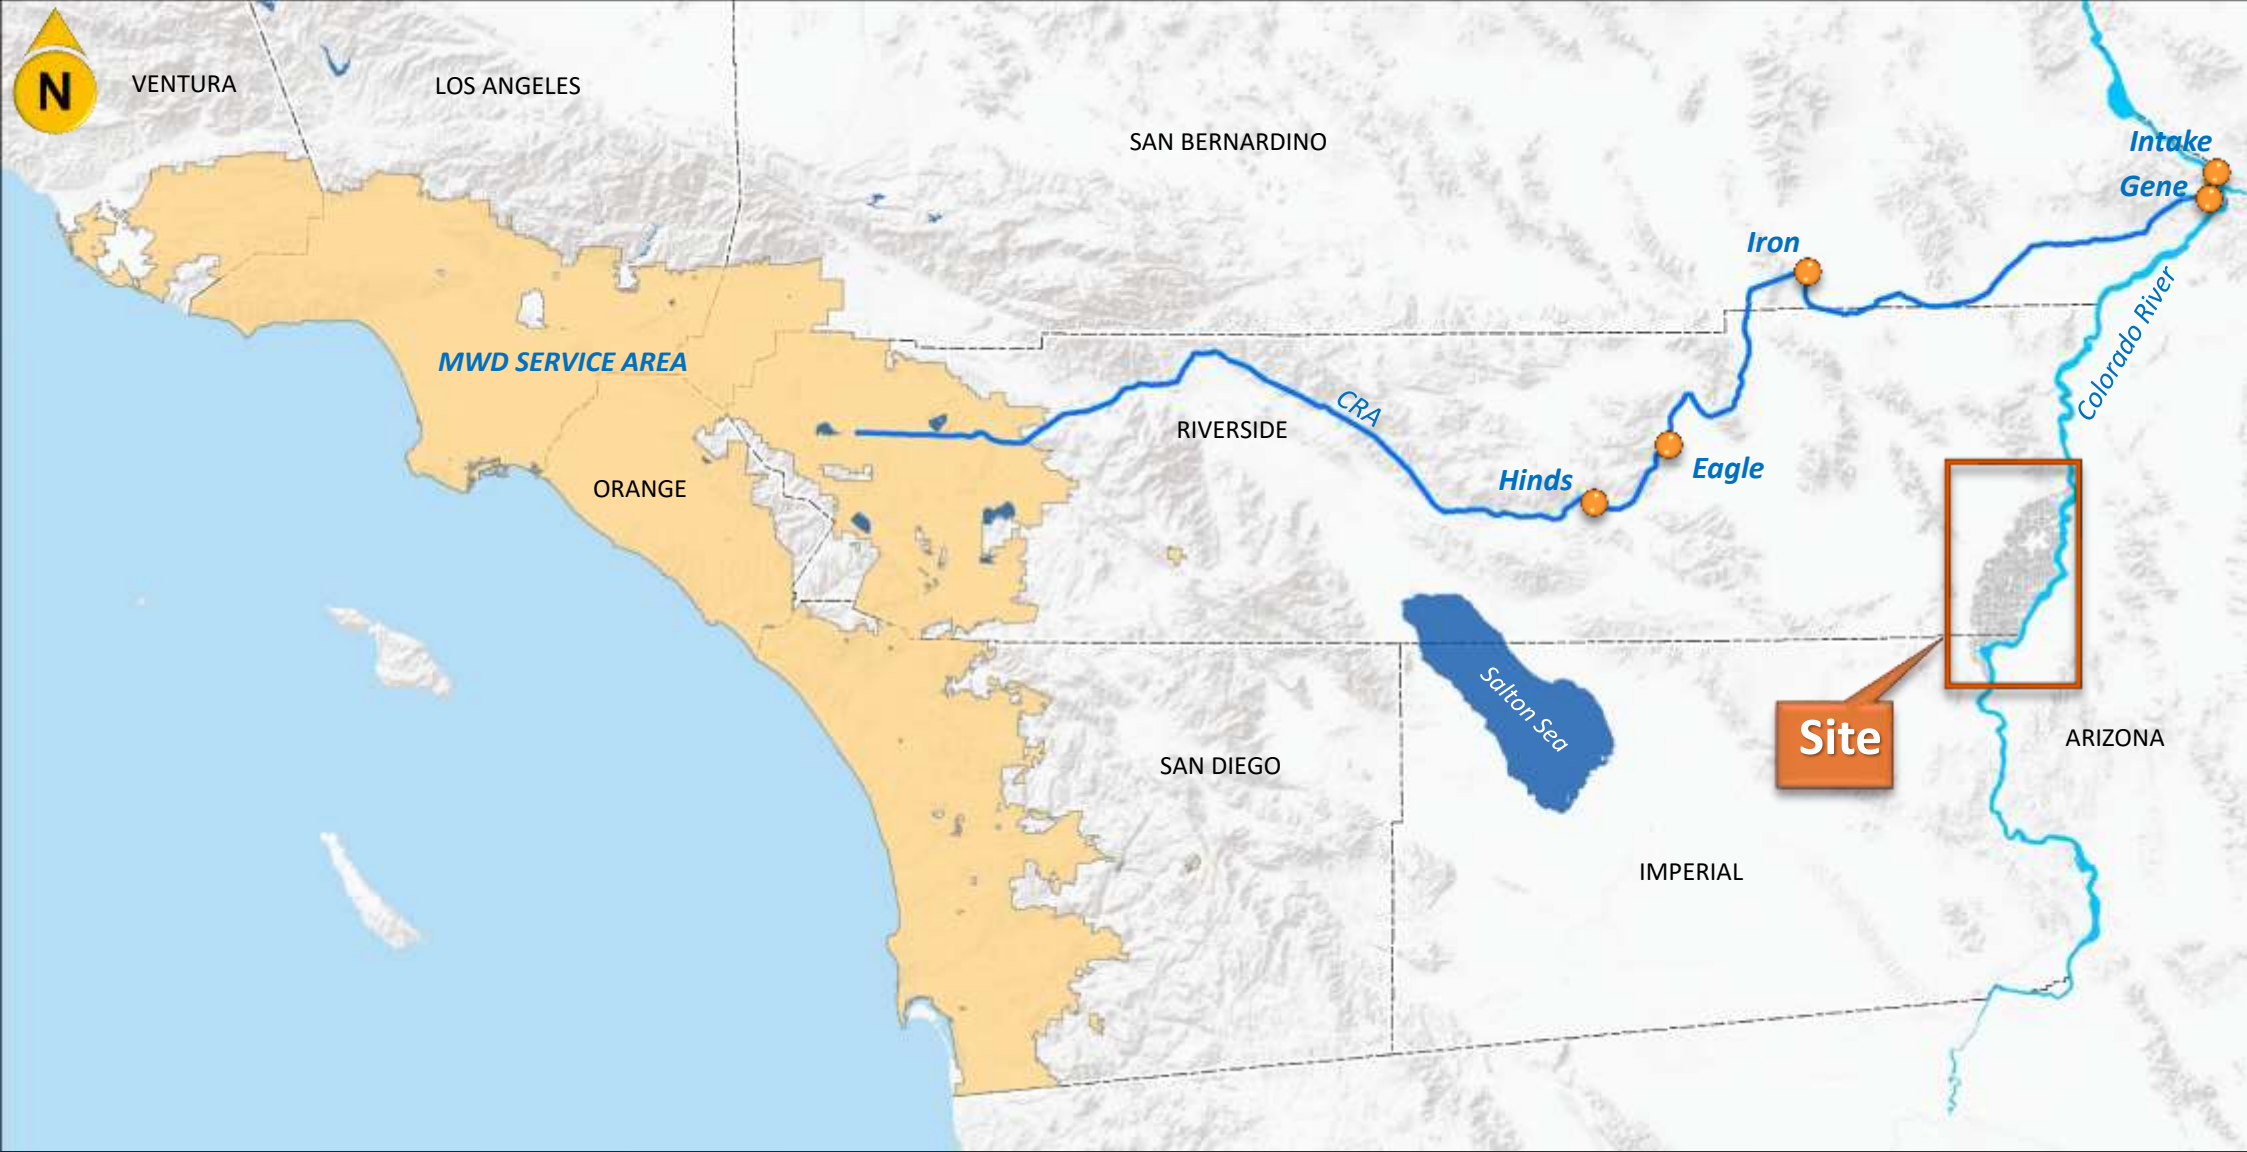 N
VENTURA
LOS ANGELES
SAN BERNARDINO
Intake
Gene
Iron
Colorado River
MWD SERVICE AREA
CRA
RIVERSIDE
Hinds
Eagle
ORANGE
Salton Sea
Site
SAN DIEGO
ARIZONA
IMPERIAL